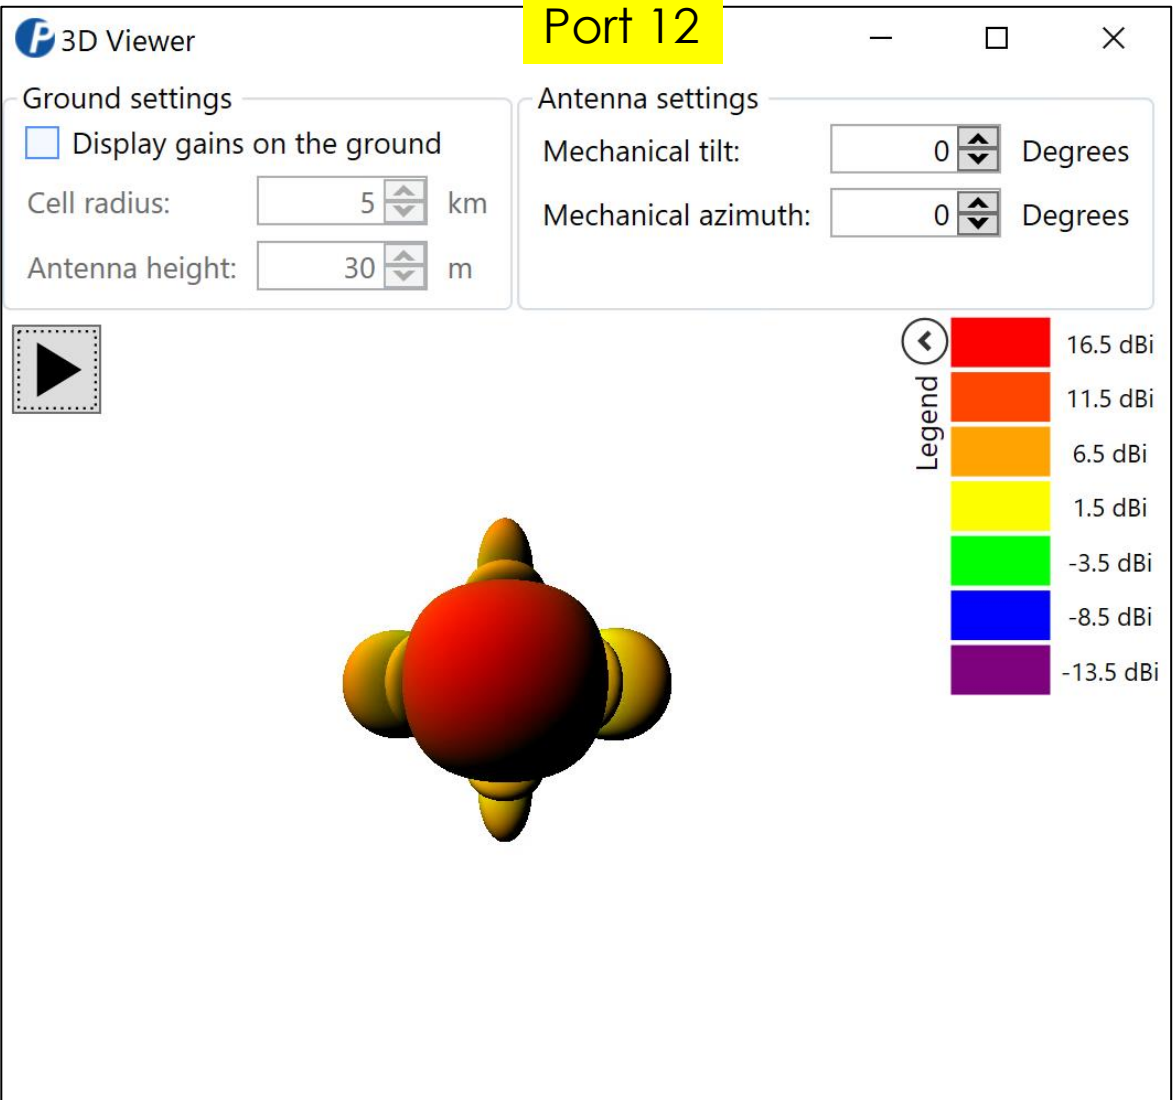 Port 12
3D Viewer
Ground settings
Display gains on the ground
Cell radius: 5 km
Antenna height: 30 m
Antenna settings
Mechanical tilt: 0 Degrees
Mechanical azimuth: 0 Degrees
Legend
16.5 dBi
11.5 dBi
6.5 dBi
1.5 dBi
-3.5 dBi
-8.5 dBi
-13.5 dBi